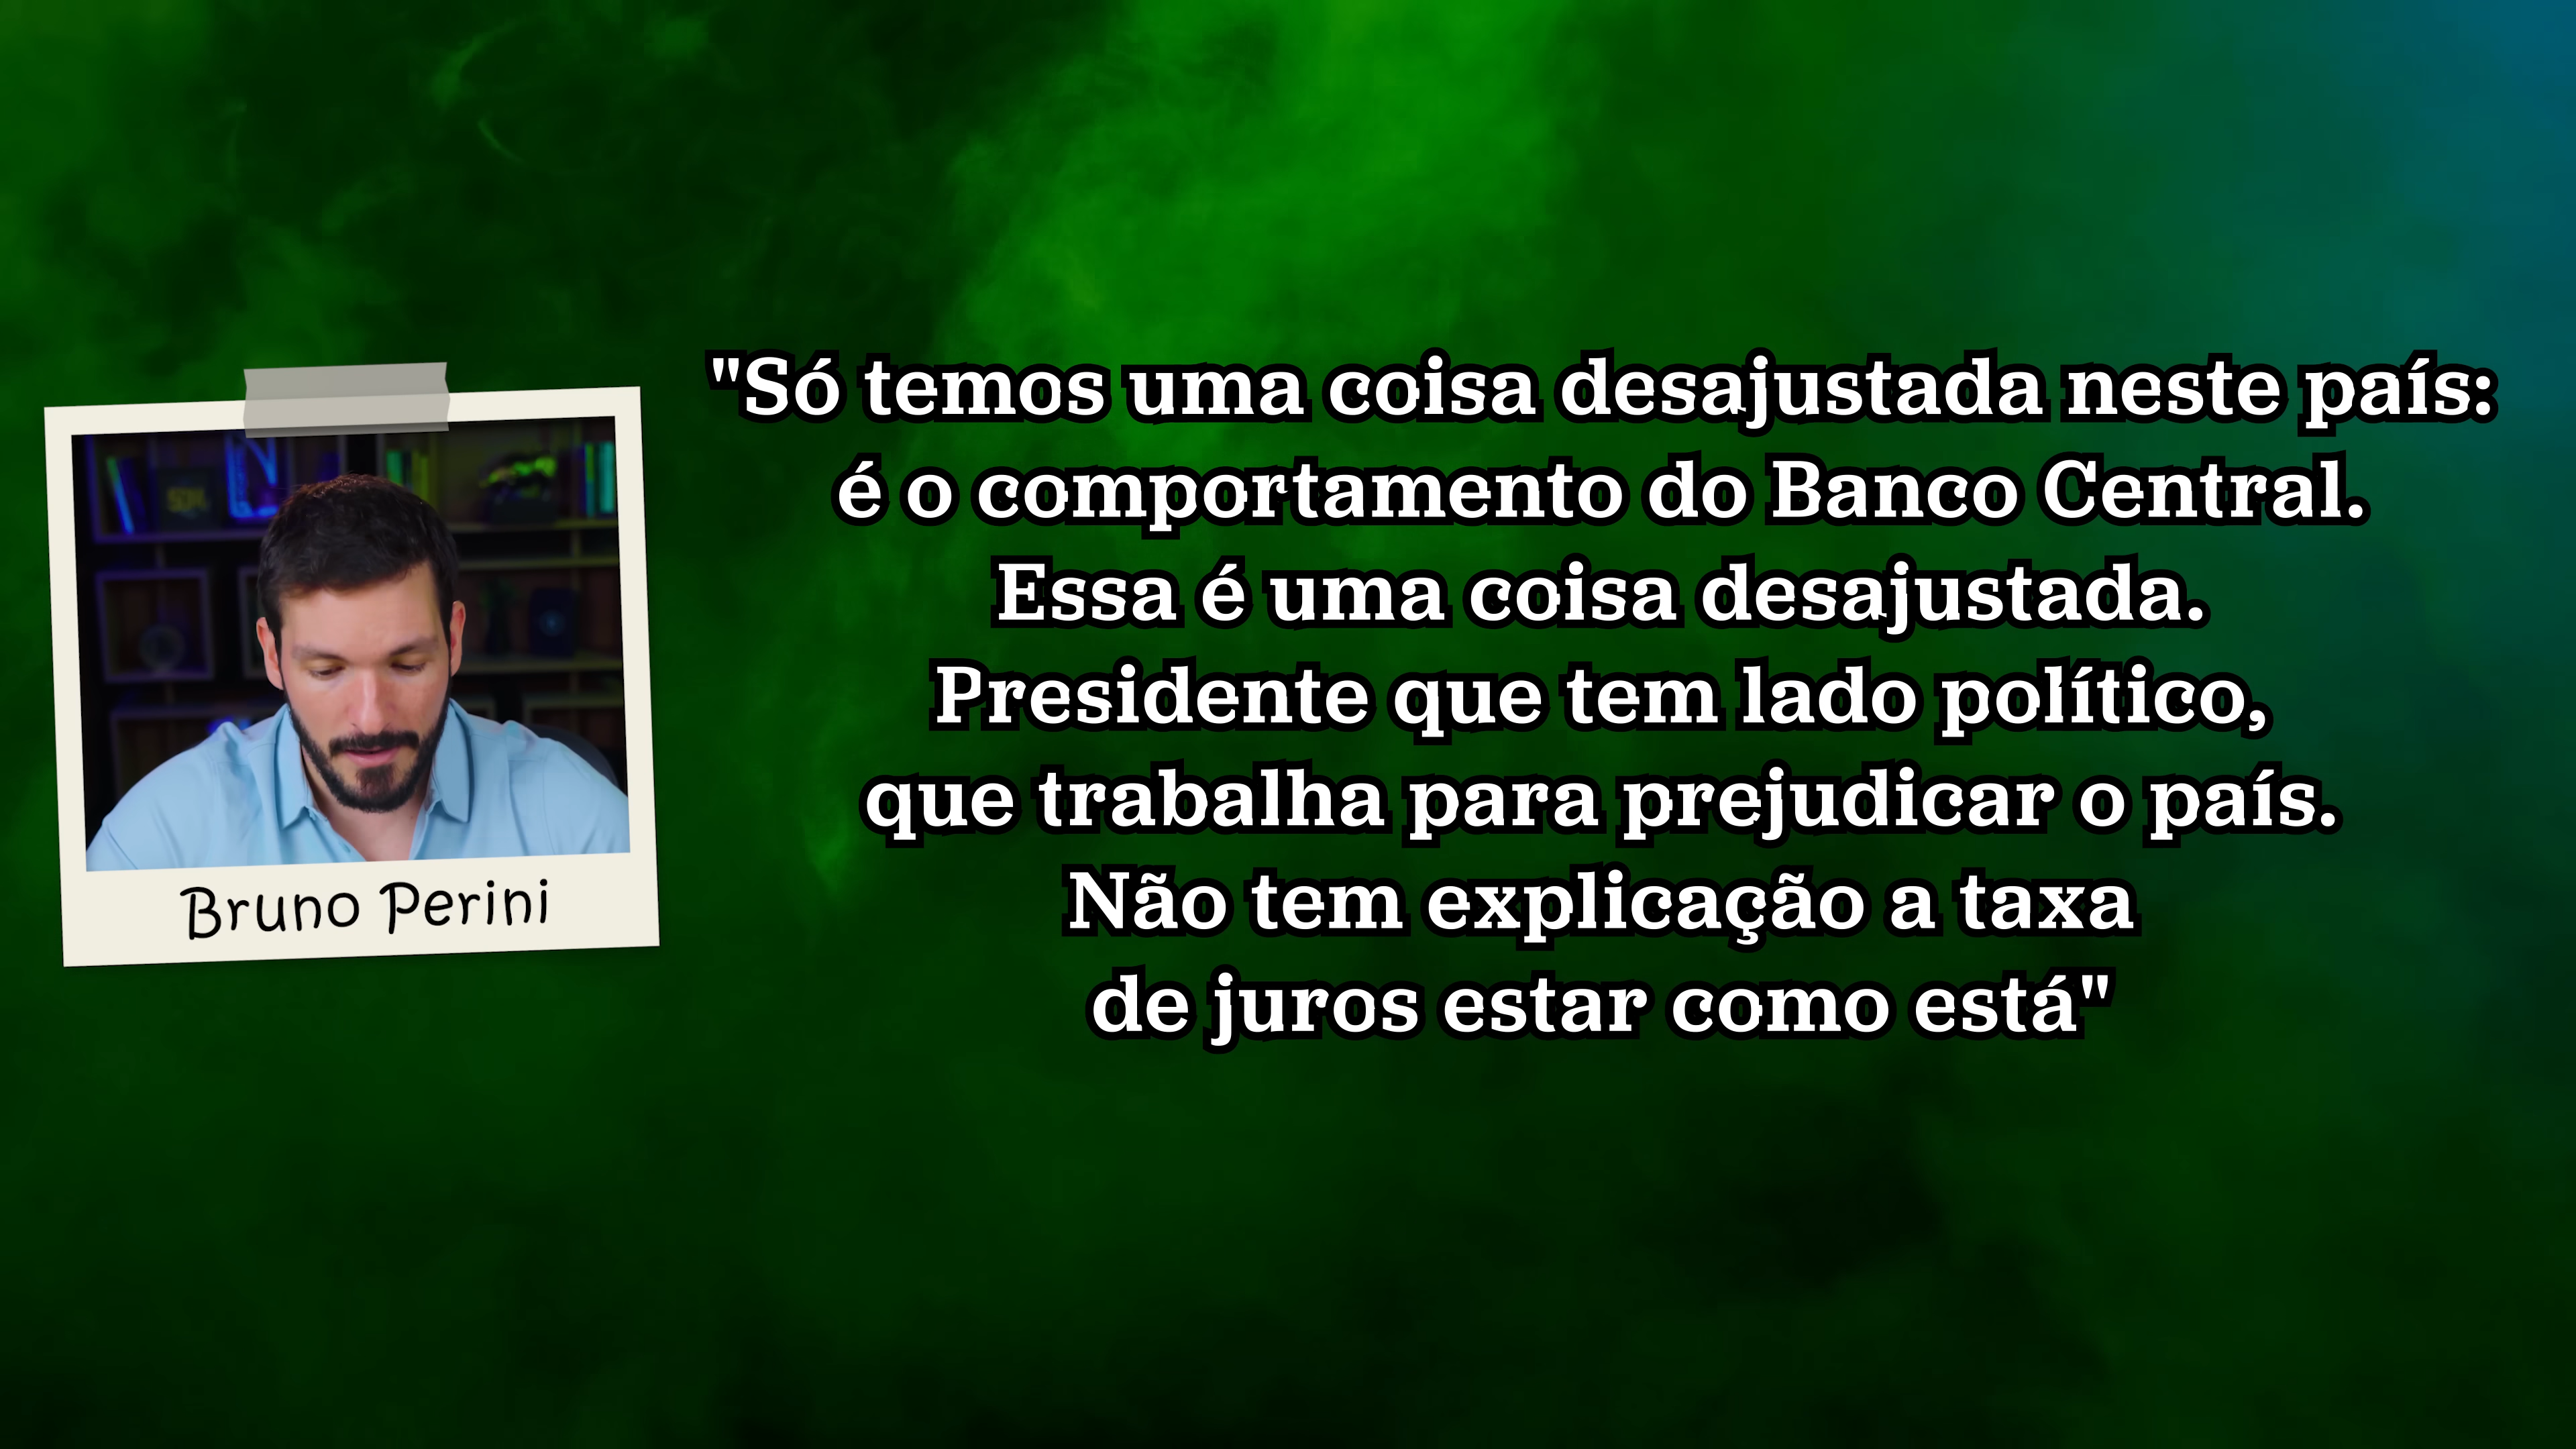 "Só temos uma coisa desajustada neste país:
é o comportamento do Banco Central.
Essa é uma coisa desajustada.
Presidente que tem lado político,
que trabalha para prejudicar o país.
Não tem explicação a taxa
de juros estar como está"
Bruno Perini